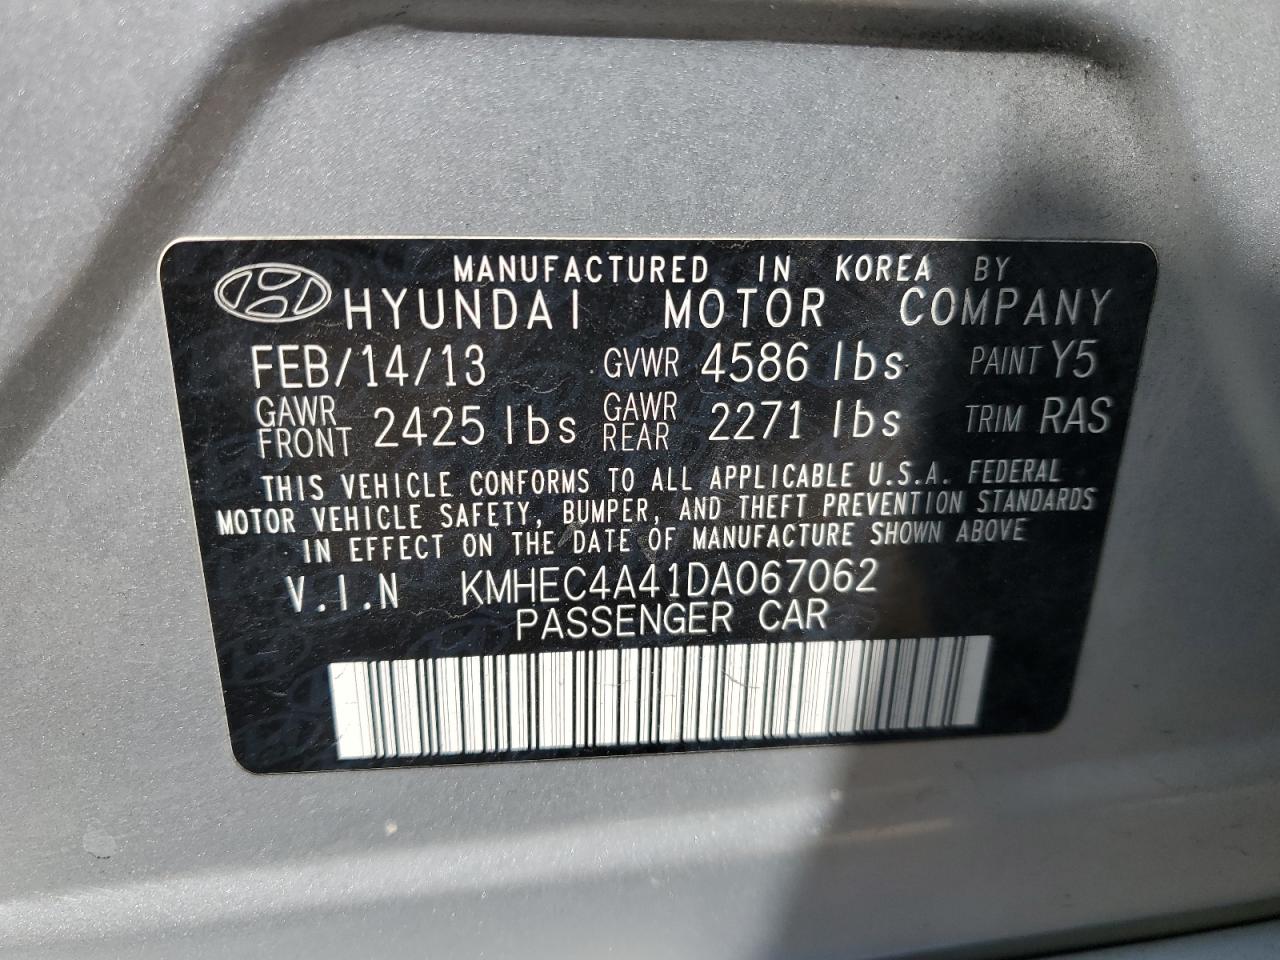 MANUFACTURED IN KOREA BY
HYUNDAI MOTOR COMPANY
FEB/14/13 GVWR 4586 lbs PAINT Y5
GAWR FRONT 2425 lbs GAWR REAR 2271 lbs TRIM RAS
THIS VEHICLE CONFORMS TO ALL APPLICABLE U.S.A. FEDERAL
MOTOR VEHICLE SAFETY, BUMPER, AND THEFT PREVENTION STANDARDS
IN EFFECT ON THE DATE OF MANUFACTURE SHOWN ABOVE
V.I.N KMHEC4A41DA067062
PASSENGER CAR